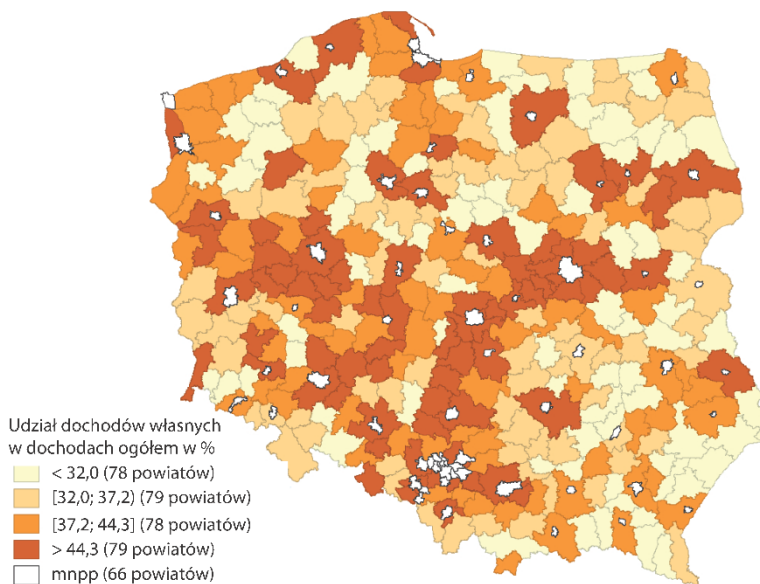 Udział dochodów własnych
w dochodach ogółem w %
< 32,0 (78 powiatów)
[32,0; 37,2) (79 powiatów)
[37,2; 44,3] (78 powiatów)
> 44,3 (79 powiatów)
mnpp (66 powiatów)